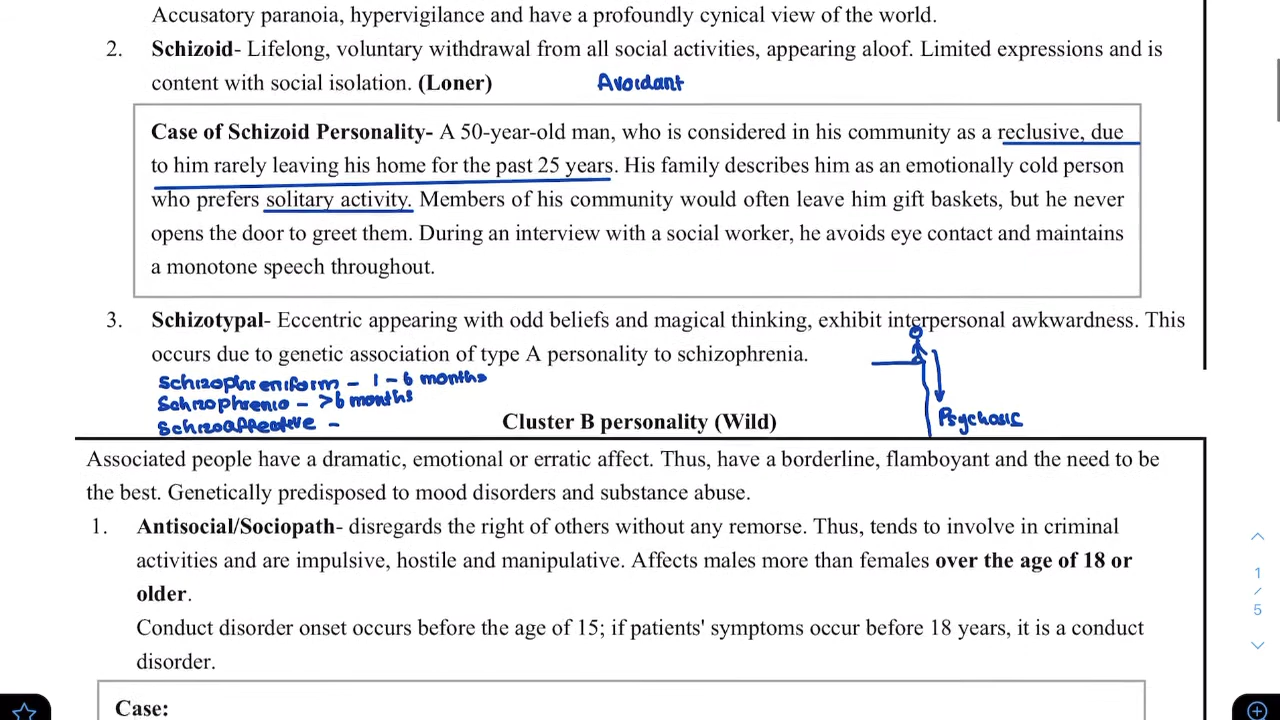 Accusatory paranoia, hypervigilance and have a profoundly cynical view of the world.
2. Schizoid- Lifelong, voluntary withdrawal from all social activities, appearing aloof. Limited expressions and is
content with social isolation. (Loner) Avoidant
Case of Schizoid Personality- A 50-year-old man, who is considered in his community as a reclusive, due
to him rarely leaving his home for the past 25 years. His family describes him as an emotionally cold person
who prefers solitary activity. Members of his community would often leave him gift baskets, but he never
opens the door to greet them. During an interview with a social worker, he avoids eye contact and maintains
a monotone speech throughout.
3. Schizotypal- Eccentric appearing with odd beliefs and magical thinking, exhibit interpersonal awkwardness. This
occurs due to genetic association of type A personality to schizophrenia.
Schizophreniform - 1-6 months
Schizophrenia - >6 months
Schizoaffective -
Psychosis
Cluster B personality (Wild)
Associated people have a dramatic, emotional or erratic affect. Thus, have a borderline, flamboyant and the need to be
the best. Genetically predisposed to mood disorders and substance abuse.
1. Antisocial/Sociopath- disregards the right of others without any remorse. Thus, tends to involve in criminal
activities and are impulsive, hostile and manipulative. Affects males more than females over the age of 18 or
older.
Conduct disorder onset occurs before the age of 15; if patients' symptoms occur before 18 years, it is a conduct
disorder.
Case:
1
/
5